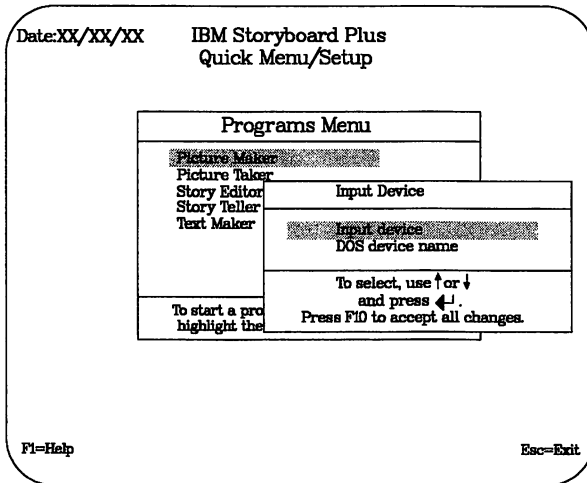 Date:XX/XX/XX
IBM Storyboard Plus
Quick Menu/Setup
Programs Menu
Picture Maker
Picture Taker
Story Editor
Story Teller
Text Maker
To start a pro
highlight the
Input Device
Input device
DOS device name
To select, use ↑ or ↓
and press ↵.
Press F10 to accept all changes.
F1=Help
Esc=Exit